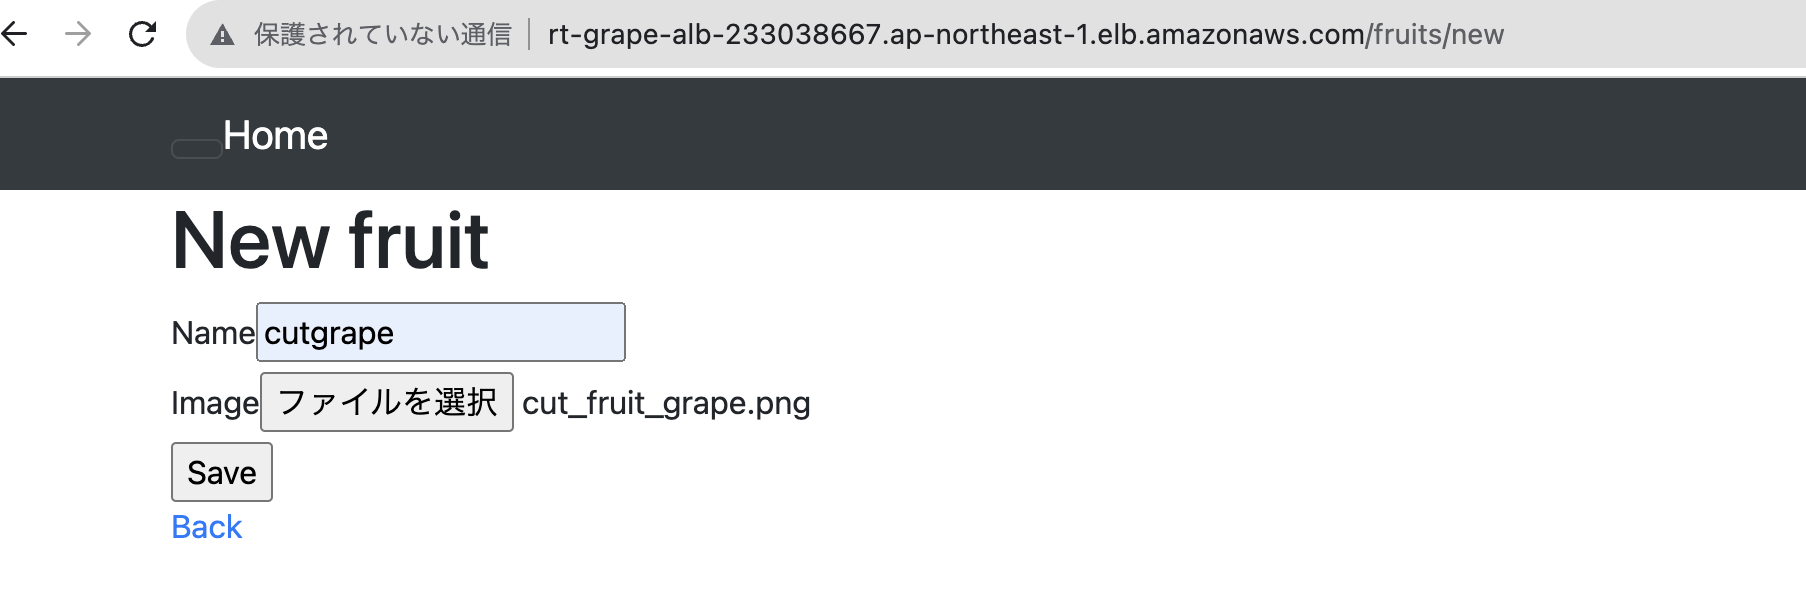 保護されていない通信 rt-grape-alb-233038667.ap-northeast-1.elb.amazonaws.com/fruits/new
Home
New fruit
Name cutgrape
Image ファイルを選択 cut_fruit_grape.png
Save
Back